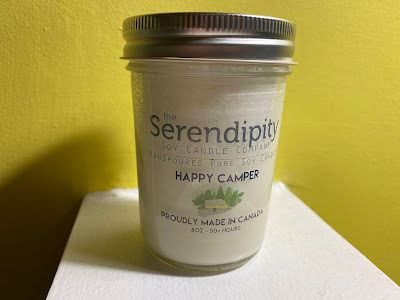 the
Serendipity
SOY CANDLE COMPANY
HANDPOURED PURE SOY CANDLE
HAPPY CAMPER
PROUDLY MADE IN CANADA
8OZ - 50+ HOURS